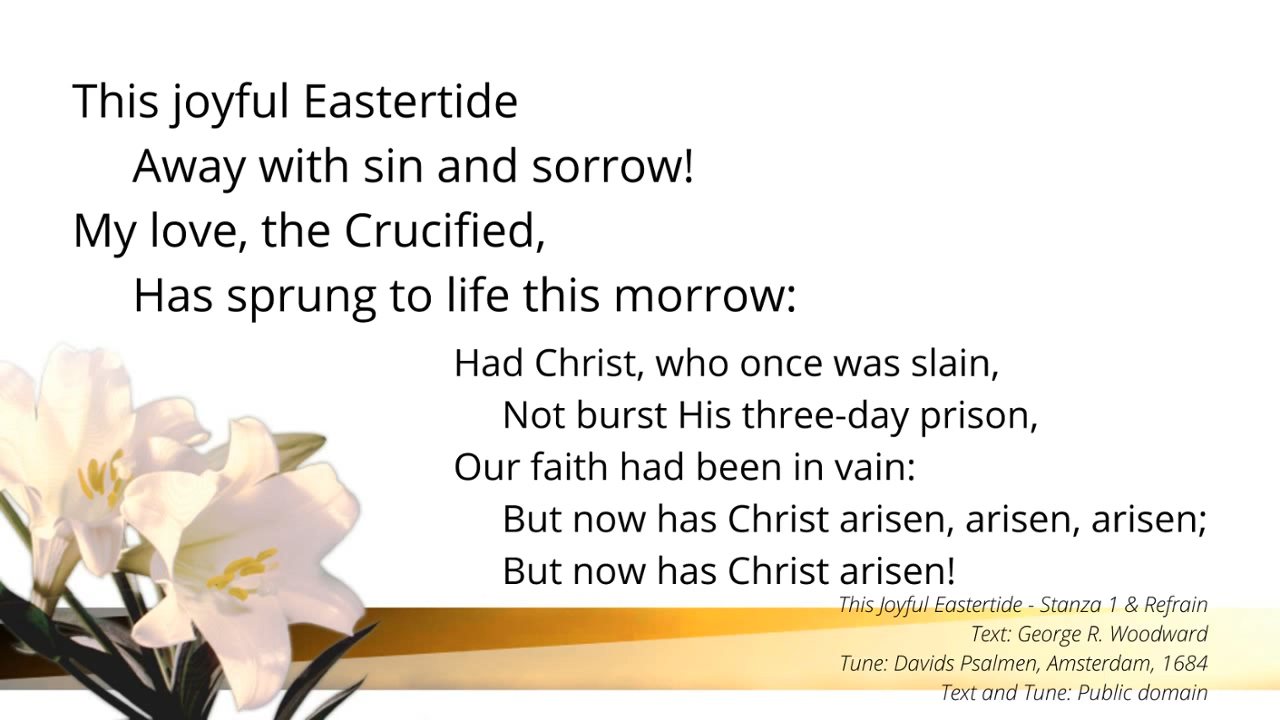 This joyful Eastertide
Away with sin and sorrow!
My love, the Crucified,
Has sprung to life this morrow:
Had Christ, who once was slain,
Not burst His three-day prison,
Our faith had been in vain:
But now has Christ arisen, arisen, arisen;
But now has Christ arisen!
This Joyful Eastertide - Stanza 1 & Refrain
Text: George R. Woodward
Tune: Davids Psalmen, Amsterdam, 1684
Text and Tune: Public domain